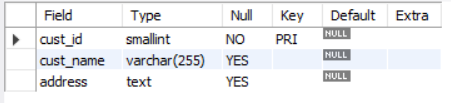 Field Type Null Key Default Extra
cust_id smallint NO PRI NULL
cust_name varchar(255) YES NULL
address text YES NULL